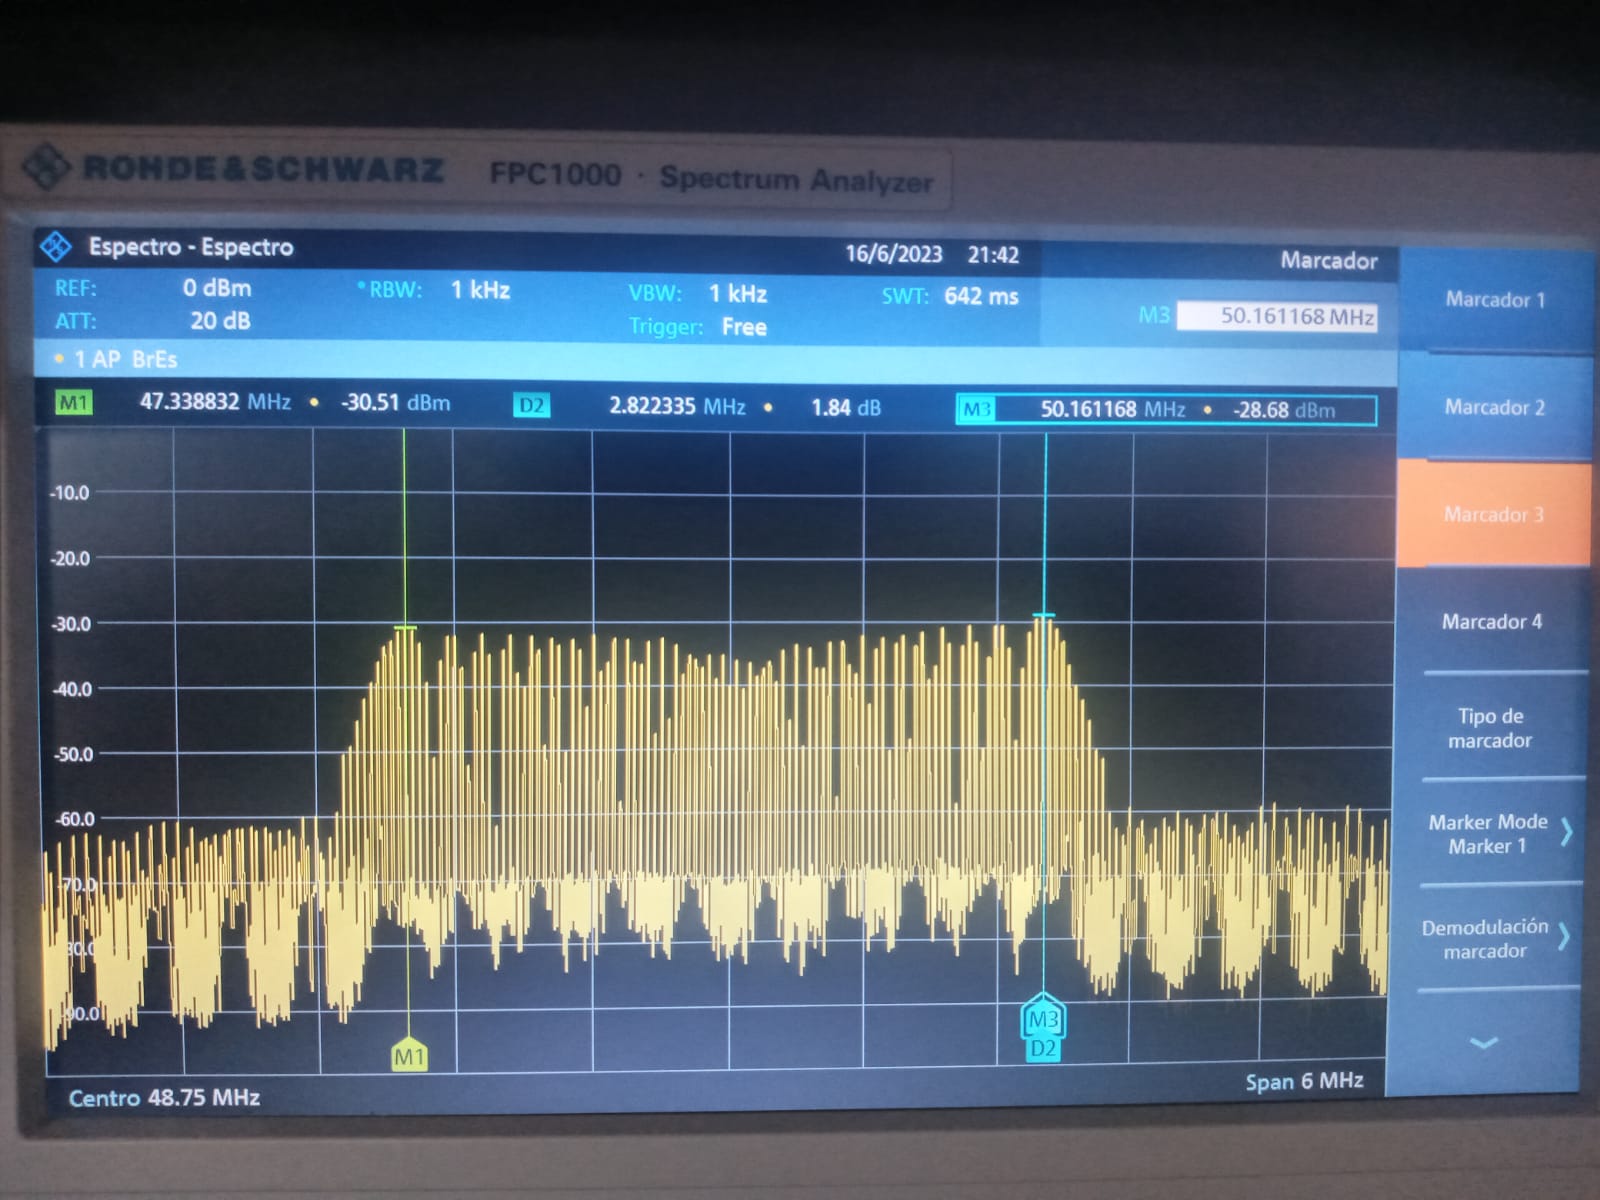 ROHDE&SCHWARZ FPC1000 · Spectrum Analyzer
Espectro - Espectro 16/6/2023 21:42 Marcador
REF: 0 dBm RBW: 1 kHz VBW: 1 kHz SWT: 642 ms
ATT: 20 dB Trigger: Free M3 50.161168 MHz
1 AP BrEs
M1 47.338832 MHz -30.51 dBm D2 2.822335 MHz 1.84 dB M3 50.161168 MHz -28.68 dBm
-10.0
-20.0
-30.0
-40.0
-50.0
-60.0
-70.0
-80.0
-90.0
M1
M3
D2
Centro 48.75 MHz Span 6 MHz
Marcador 1
Marcador 2
Marcador 3
Marcador 4
Tipo de
marcador
Marker Mode
Marker 1
Demodulación
marcador